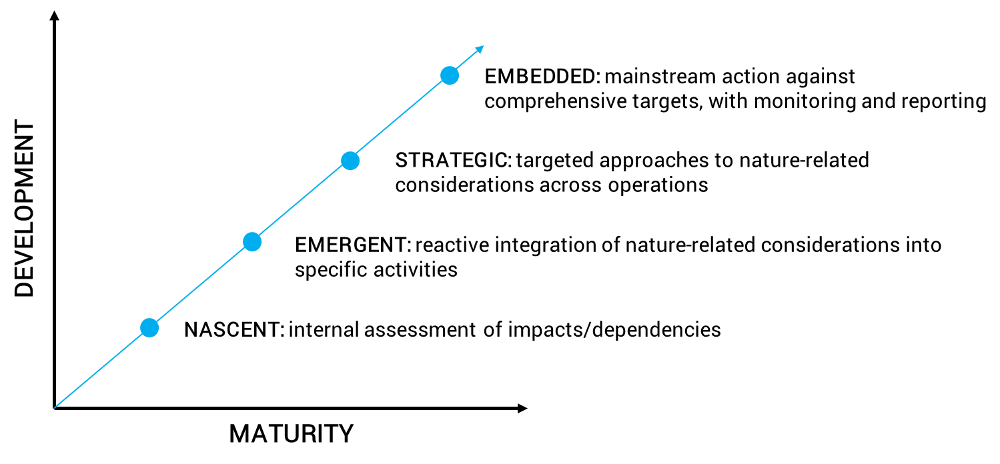 EMBEDDED: mainstream action against
comprehensive targets, with monitoring and reporting
STRATEGIC: targeted approaches to nature-related
considerations across operations
EMERGENT: reactive integration of nature-related considerations into
specific activities
NASCENT: internal assessment of impacts/dependencies
DEVELOPMENT
MATURITY